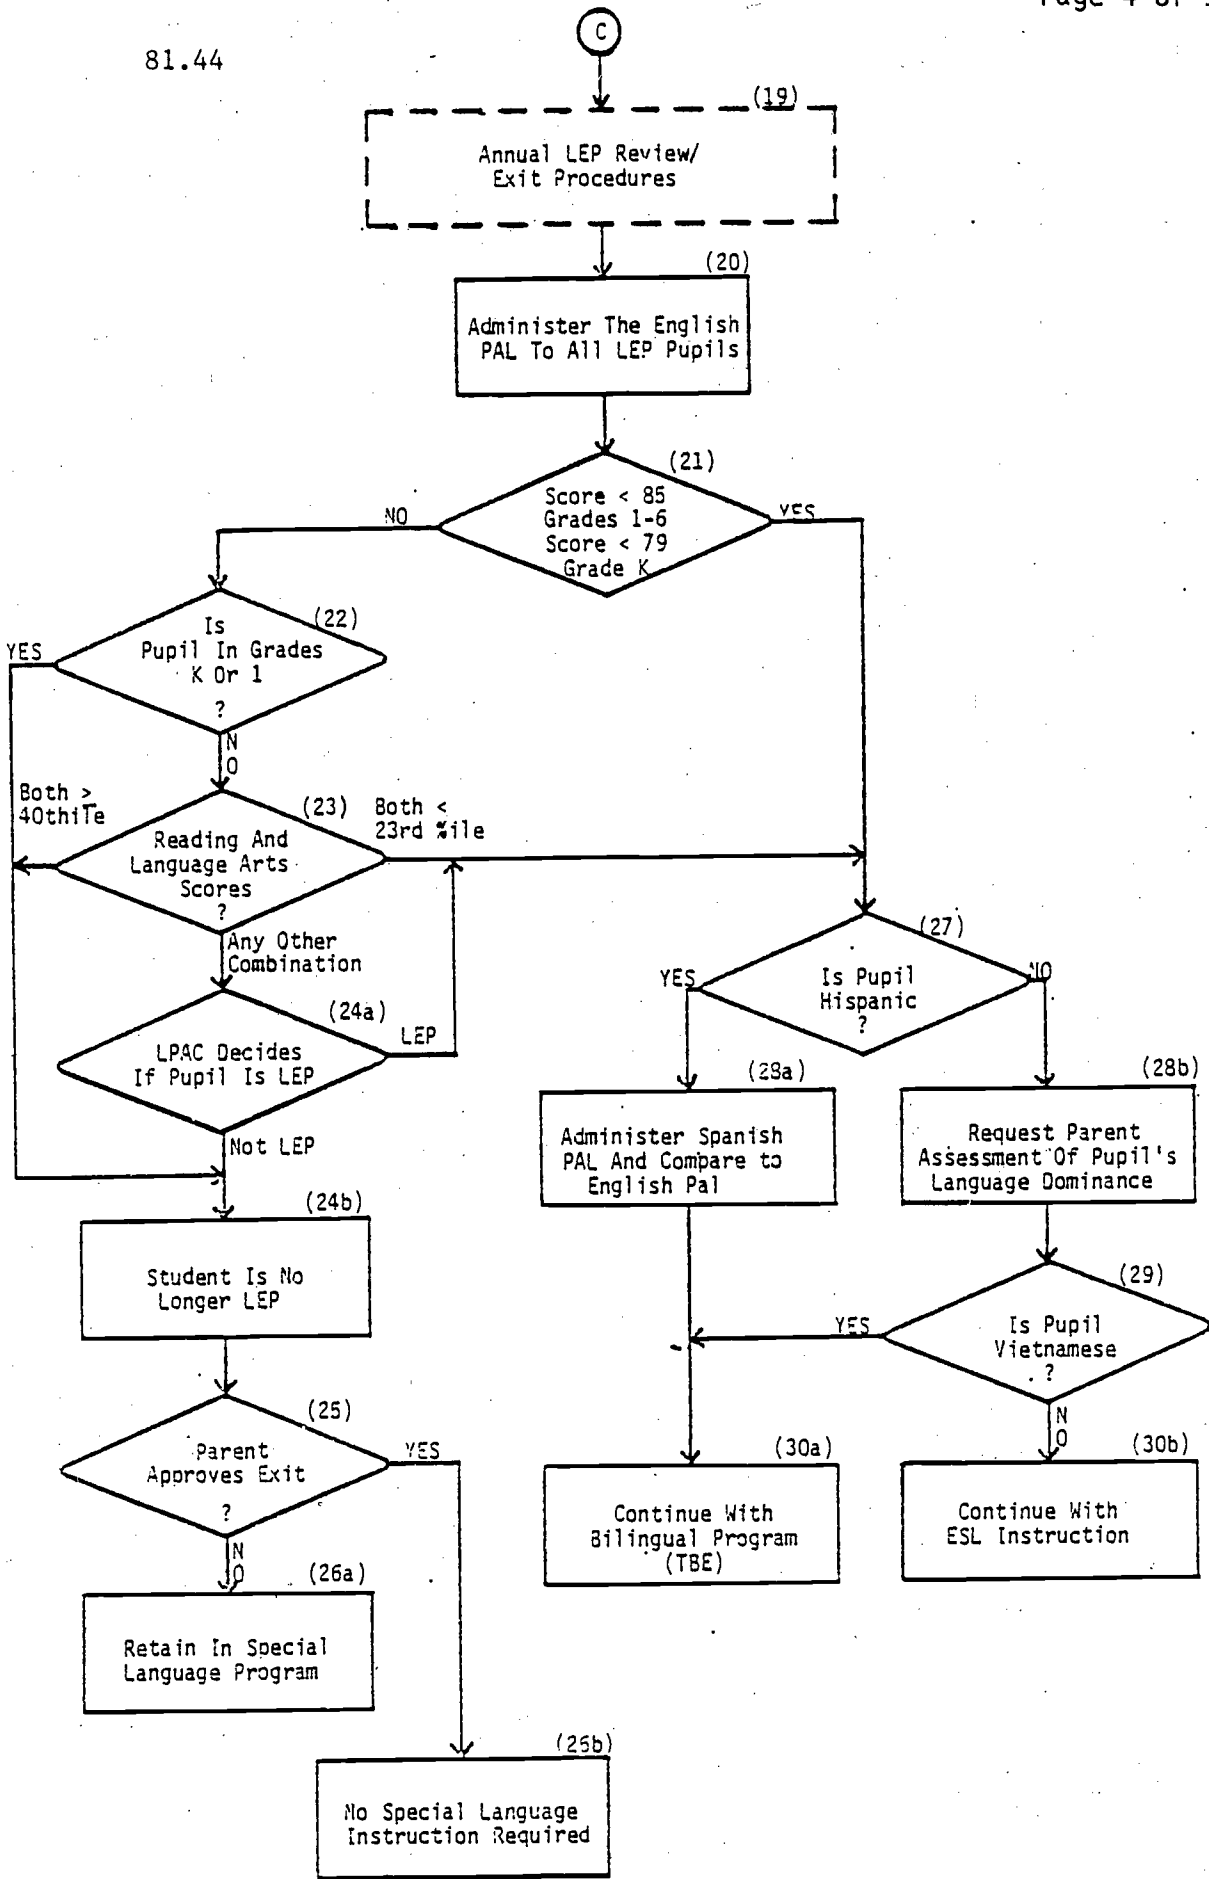 Page 4 of
81.44
C
(19)
Annual LEP Review/
Exit Procedures
(20)
Administer The English
PAL To All LEP Pupils
(21)
Score < 85
Grades 1-6
Score < 79
Grade K
NO
YES
(22)
Is
Pupil In Grades
K Or 1
?
YES
NO
Both ≥
40thile
(23)
Both <
23rd %ile
Reading And
Language Arts
Scores
?
Any Other
Combination
(24a)
LEP
LPAC Decides
If Pupil Is LEP
Not LEP
(27)
YES
NO
Is Pupil
Hispanic
?
(28a)
(28b)
Administer Spanish
PAL And Compare to
English Pal
Request Parent
Assessment Of Pupil's
Language Dominance
(24b)
Student Is No
Longer LEP
(29)
YES
Is Pupil
Vietnamese
?
NO
(25)
YES
Parent
Approves Exit
?
NO
(30a)
(30b)
Continue With
Bilingual Program
(TBE)
Continue With
ESL Instruction
(26a)
Retain In Special
Language Program
(26b)
No Special Language
Instruction Required